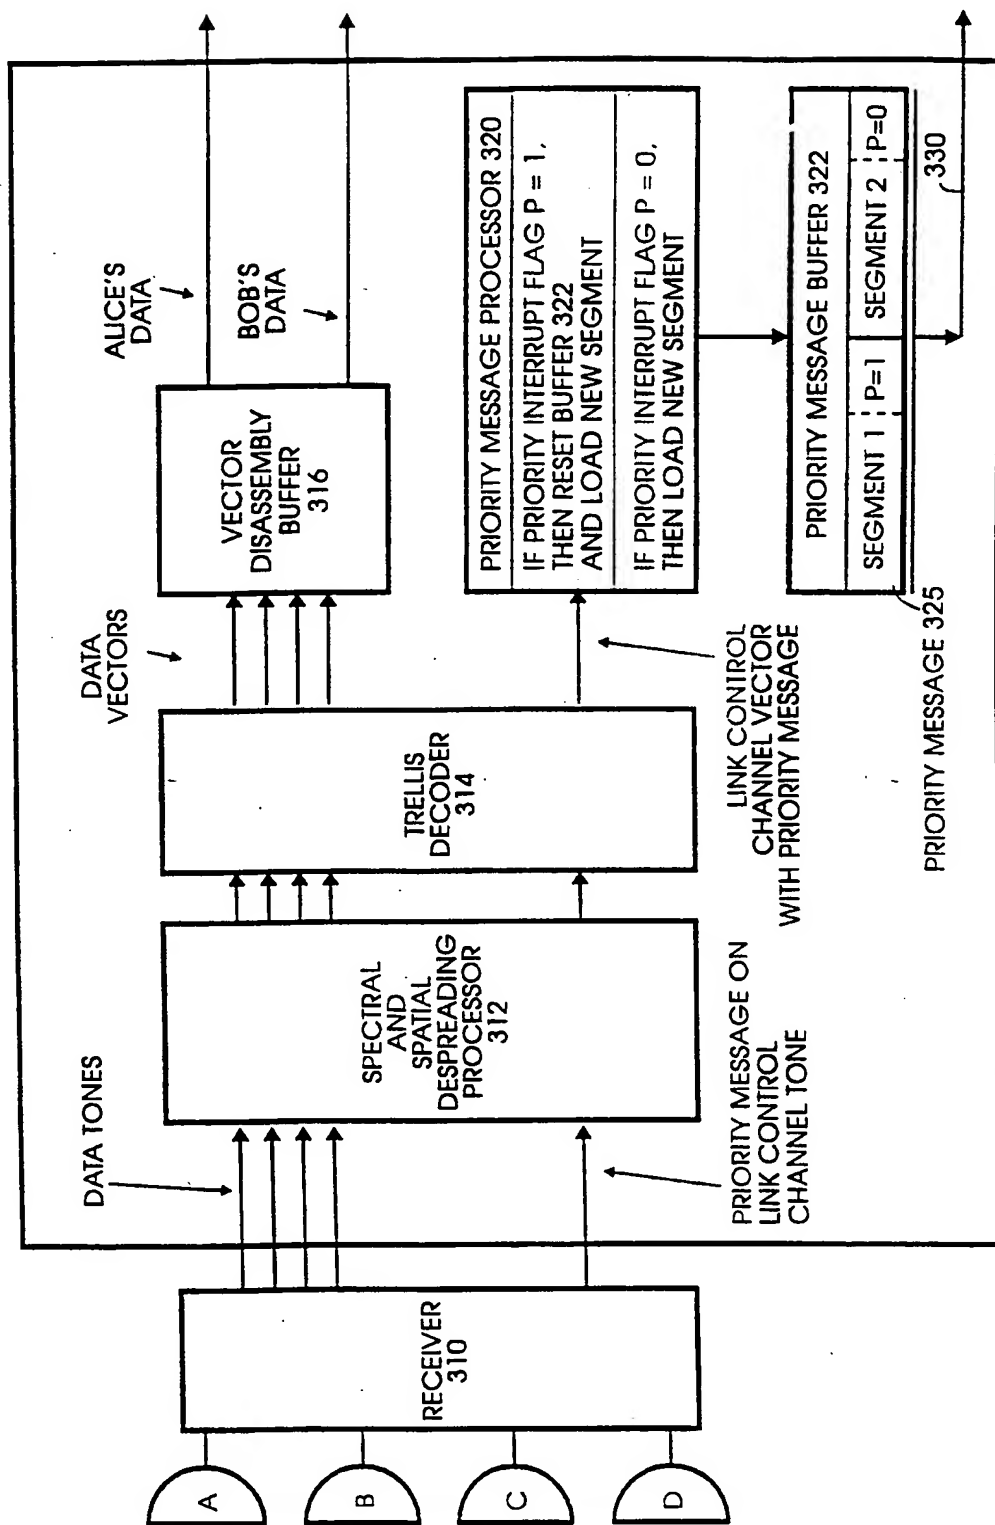 A
B
C
D
RECEIVER
310
DATA TONES
PRIORITY MESSAGE ON
LINK CONTROL
CHANNEL TONE
SPECTRAL
AND
SPATIAL
DESPREADING
PROCESSOR
312
TRELLIS
DECODER
314
DATA
VECTORS
LINK CONTROL
CHANNEL VECTOR
WITH PRIORITY MESSAGE
VECTOR
DISASSEMBLY
BUFFER
316
ALICE'S
DATA
BOB'S
DATA
PRIORITY MESSAGE PROCESSOR 320
IF PRIORITY INTERRUPT FLAG P = 1,
THEN RESET BUFFER 322
AND LOAD NEW SEGMENT
IF PRIORITY INTERRUPT FLAG P = 0,
THEN LOAD NEW SEGMENT
PRIORITY MESSAGE BUFFER 322
SEGMENT 1 P=1 SEGMENT 2 P=0
PRIORITY MESSAGE 325
330